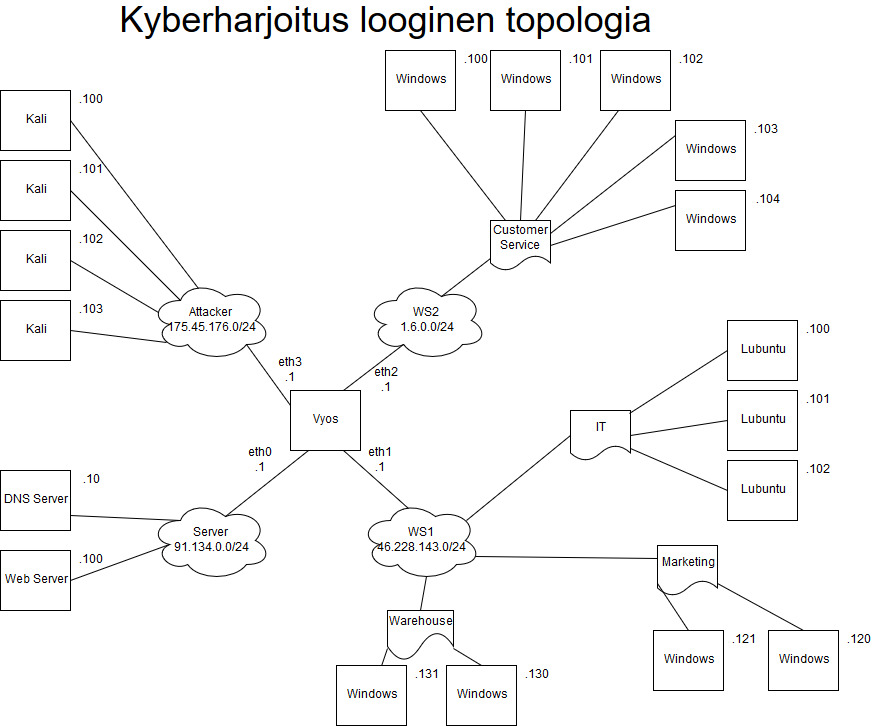 Kyberharjoitus looginen topologia
Windows
.100
Windows
.101
Windows
.102
Windows
.103
Windows
.104
Customer
Service
Kali
.100
Kali
.101
Kali
.102
Kali
.103
Attacker
175.45.176.0/24
WS2
1.6.0.0/24
eth3
.1
eth2
.1
Vyos
eth0
.1
eth1
.1
Lubuntu
.100
Lubuntu
.101
Lubuntu
.102
IT
DNS Server
.10
Web Server
.100
Server
91.134.0.0/24
WS1
46.228.143.0/24
Marketing
Windows
.121
Windows
.120
Warehouse
Windows
.131
Windows
.130